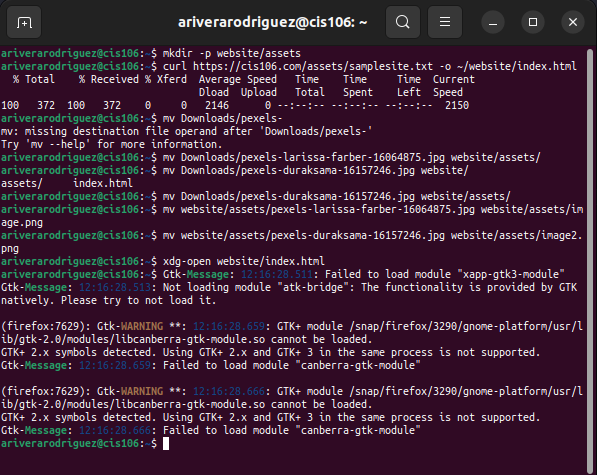 ariverarodriguez@cis106: ~
ariverarodriguez@cis106:~$ mkdir -p website/assets
ariverarodriguez@cis106:~$ curl https://cis106.com/assets/samplesite.txt -o ~/website/index.html
% Total % Received % Xferd Average Speed Time Time Time Current
Dload Upload Total Spent Left Speed
100 372 100 372 0 0 2146 0 --:--:-- --:--:-- --:--:-- 2150
ariverarodriguez@cis106:~$ mv Downloads/pexels-
mv: missing destination file operand after 'Downloads/pexels-'
Try 'mv --help' for more information.
ariverarodriguez@cis106:~$ mv Downloads/pexels-larissa-farber-16064875.jpg website/assets/
ariverarodriguez@cis106:~$ mv Downloads/pexels-duraksama-16157246.jpg website/
assets/ index.html
ariverarodriguez@cis106:~$ mv Downloads/pexels-duraksama-16157246.jpg website/assets/
ariverarodriguez@cis106:~$ mv website/assets/pexels-larissa-farber-16064875.jpg website/assets/im
age.png
ariverarodriguez@cis106:~$ mv website/assets/pexels-duraksama-16157246.jpg website/assets/image2.
png
ariverarodriguez@cis106:~$ xdg-open website/index.html
ariverarodriguez@cis106:~$ Gtk-Message: 12:16:28.511: Failed to load module "xapp-gtk3-module"
Gtk-Message: 12:16:28.513: Not loading module "atk-bridge": The functionality is provided by GTK
natively. Please try to not load it.
(firefox:7629): Gtk-WARNING **: 12:16:28.659: GTK+ module /snap/firefox/3290/gnome-platform/usr/l
ib/gtk-2.0/modules/libcanberra-gtk-module.so cannot be loaded.
GTK+ 2.x symbols detected. Using GTK+ 2.x and GTK+ 3 in the same process is not supported.
Gtk-Message: 12:16:28.659: Failed to load module "canberra-gtk-module"
(firefox:7629): Gtk-WARNING **: 12:16:28.666: GTK+ module /snap/firefox/3290/gnome-platform/usr/l
ib/gtk-2.0/modules/libcanberra-gtk-module.so cannot be loaded.
GTK+ 2.x symbols detected. Using GTK+ 2.x and GTK+ 3 in the same process is not supported.
Gtk-Message: 12:16:28.666: Failed to load module "canberra-gtk-module"
ariverarodriguez@cis106:~$